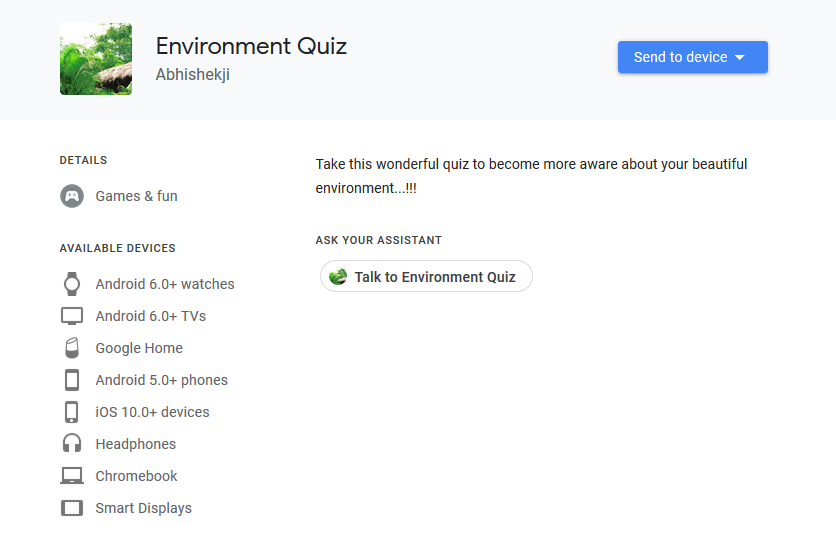 Environment Quiz
Abhishekji
Send to device
DETAILS
Games & fun
AVAILABLE DEVICES
Android 6.0+ watches
Android 6.0+ TVs
Google Home
Android 5.0+ phones
iOS 10.0+ devices
Headphones
Chromebook
Smart Displays
Take this wonderful quiz to become more aware about your beautiful
environment...!!!
ASK YOUR ASSISTANT
Talk to Environment Quiz